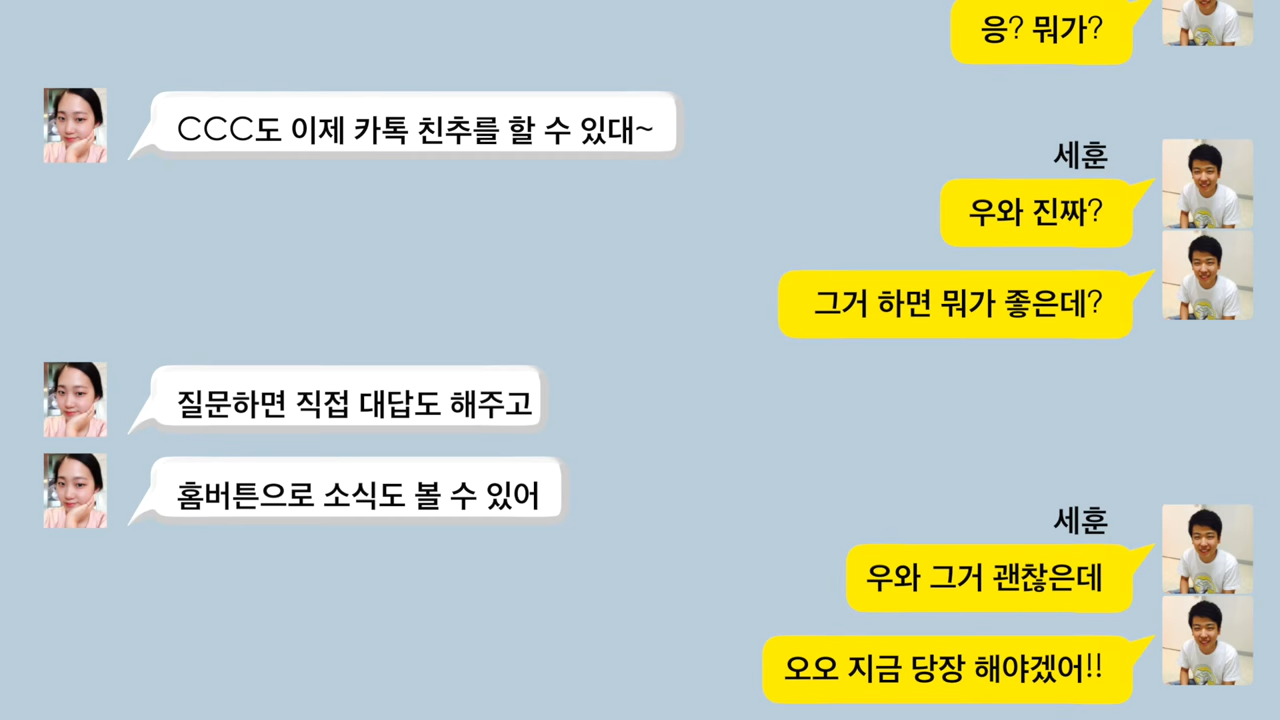 응? 뭐가?
CCC도 이제 카톡 친추를 할 수 있대~
세훈
우와 진짜?
그거 하면 뭐가 좋은데?
질문하면 직접 대답도 해주고
홈버튼으로 소식도 볼 수 있어
세훈
우와 그거 괜찮은데
오오 지금 당장 해야겠어!!